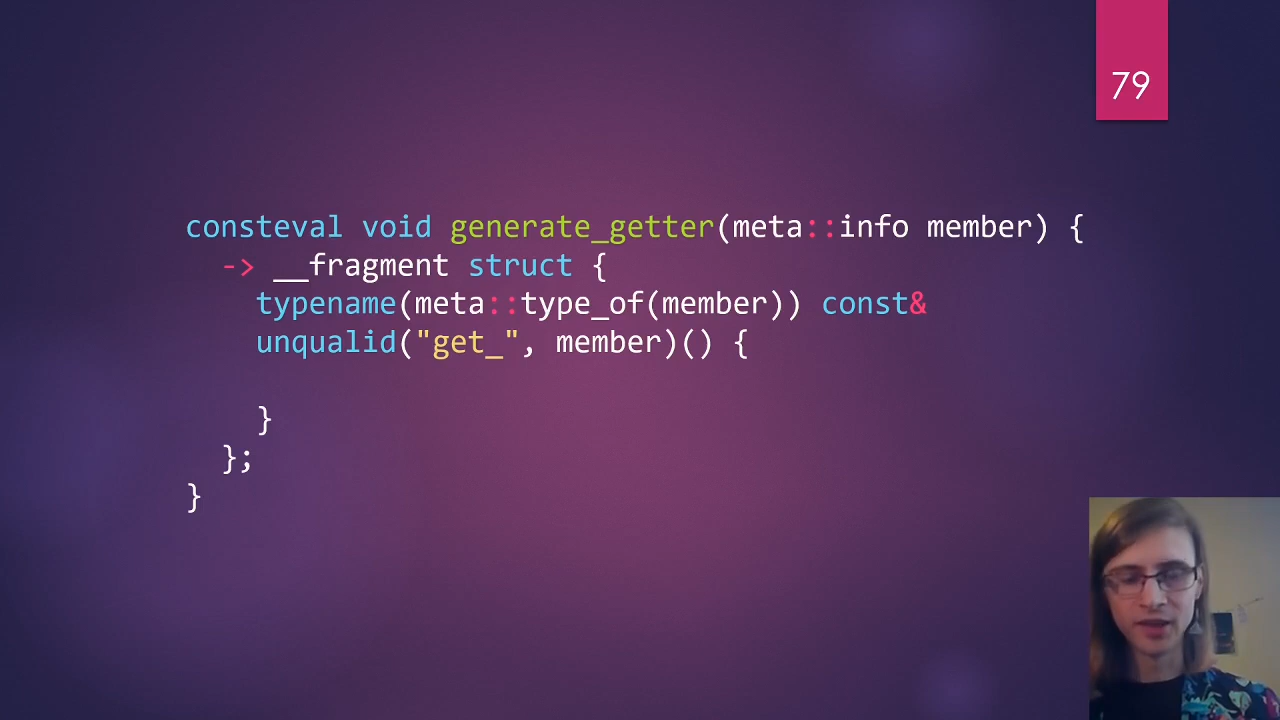 79
consteval void generate_getter(meta::info member) {
  -> __fragment struct {
    typename(meta::type_of(member)) const&
    unqualid("get_", member)() {
    }
  };
}